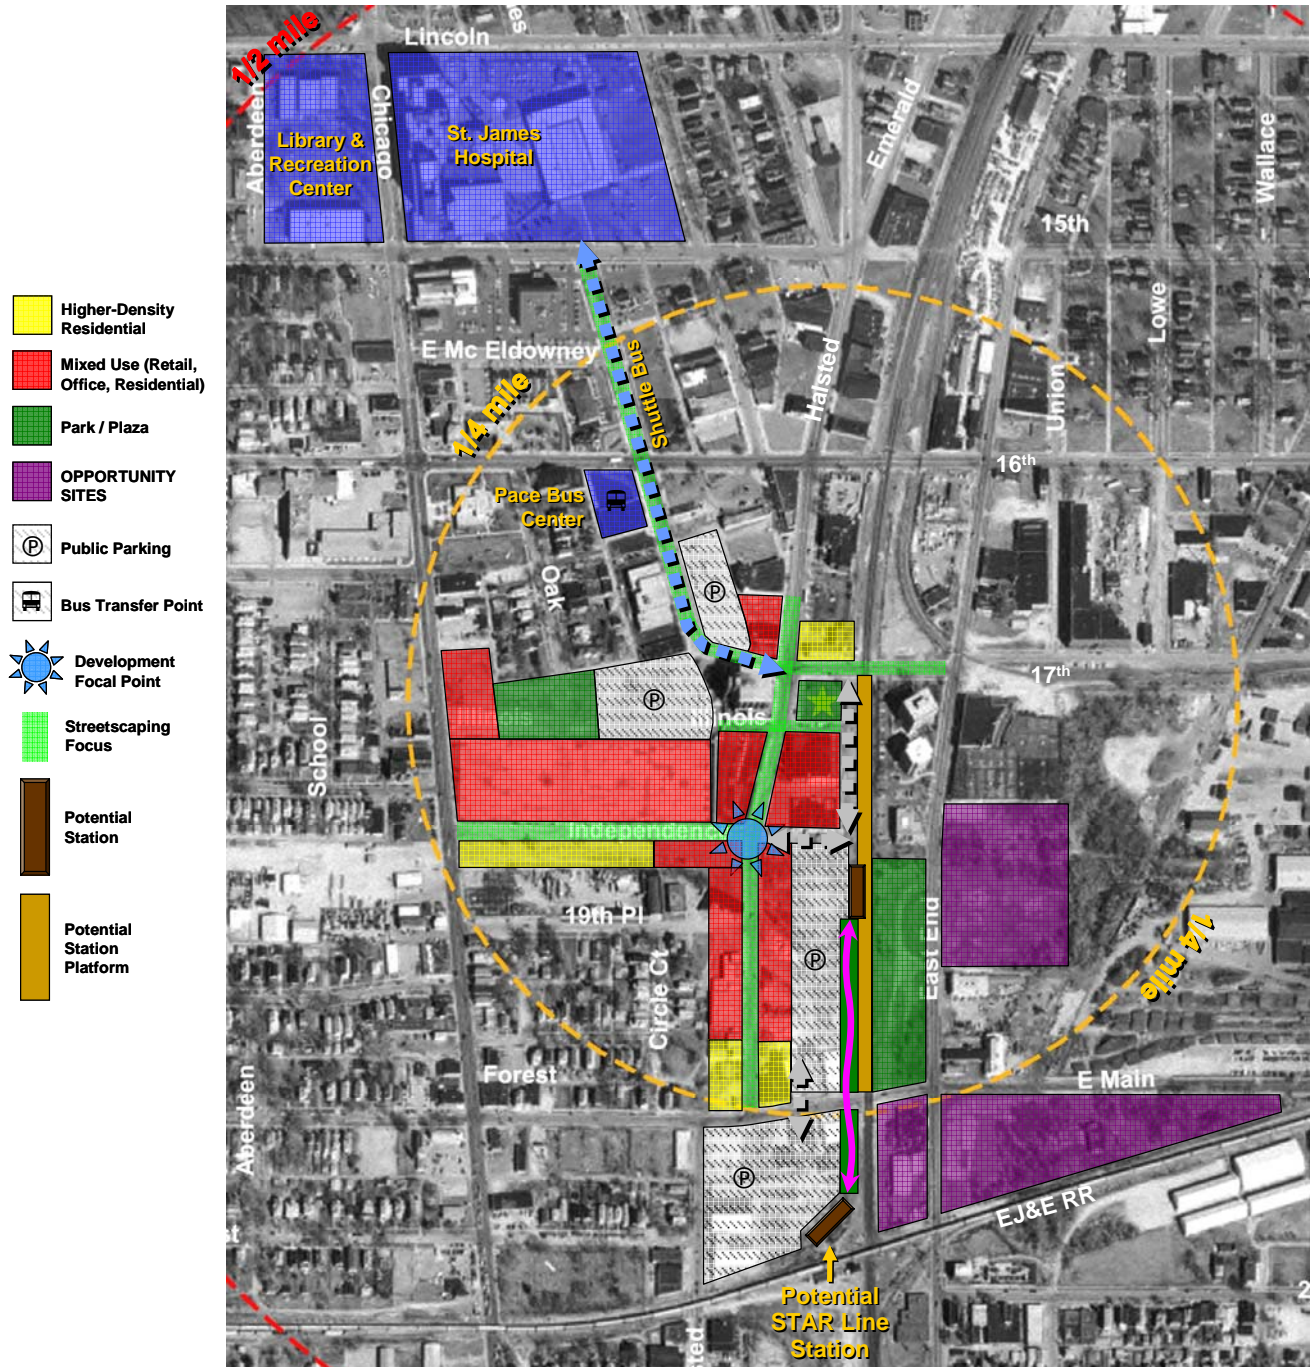 Lincoln
1/2 mile
Aberdeen
Chicago
Library &
Recreation
Center
St. James
Hospital
Emerald
Wallace
15th
Lowe
Higher-Density
Residential
Mixed Use (Retail,
Office, Residential)
Park / Plaza
OPPORTUNITY
SITES
P
Public Parking
Bus Transfer Point
Development
Focal Point
Streetscaping
Focus
Potential
Station
Potential
Station
Platform
E Mc Eldowney
Shuttle Bus
Halsted
Union
1/4 mile
16th
Pace Bus
Center
Oak
P
17th
P
School
Independenc
19th Pl
Circle Ct
P
East End
1/4 mile
Forest
E Main
Aberdeen
P
EJ&E RR
st
Potential
STAR Line
Station
2
sted